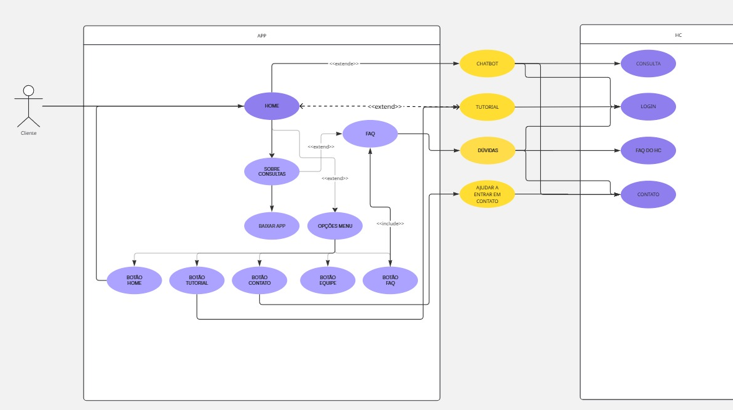 APP
HC
<<extende>>
CHATBOT
CONSULTA
HOME
<<extend>>
TUTORIAL
LOGIN
FAQ
<<extend>>
DÚVIDAS
FAQ DO HC
SOBRE
CONSULTAS
<<extend>>
AJUDAR A
ENTRAR EM
CONTATO
CONTATO
BAIXAR APP
OPÇÕES MENU
<<include>>
BOTÃO
HOME
BOTÃO
TUTORIAL
BOTÃO
CONTATO
BOTÃO
EQUIPE
BOTÃO
FAQ